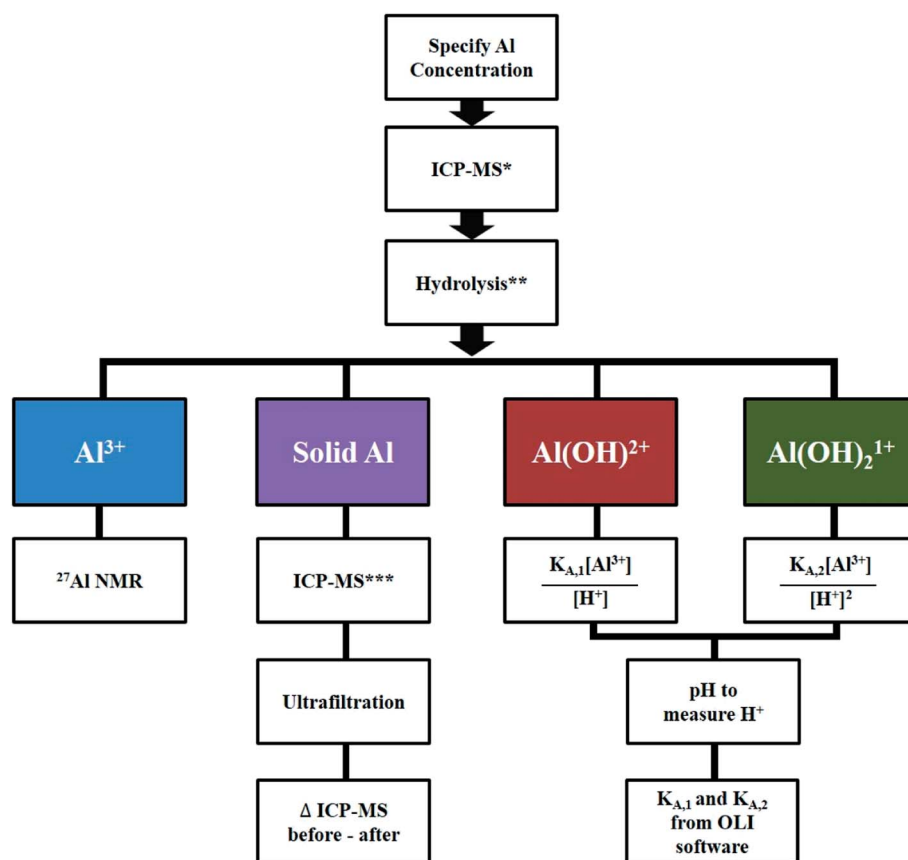 Specify Al
Concentration
ICP-MS*
Hydrolysis**
Al³⁺
Solid Al
Al(OH)²⁺
Al(OH)₂¹⁺
²⁷Al NMR
ICP-MS***
K_A,1[Al³⁺]
[H⁺]
K_A,2[Al³⁺]
[H⁺]²
Ultrafiltration
pH to
measure H⁺
Δ ICP-MS
before - after
K_A,1 and K_A,2
from OLI
software